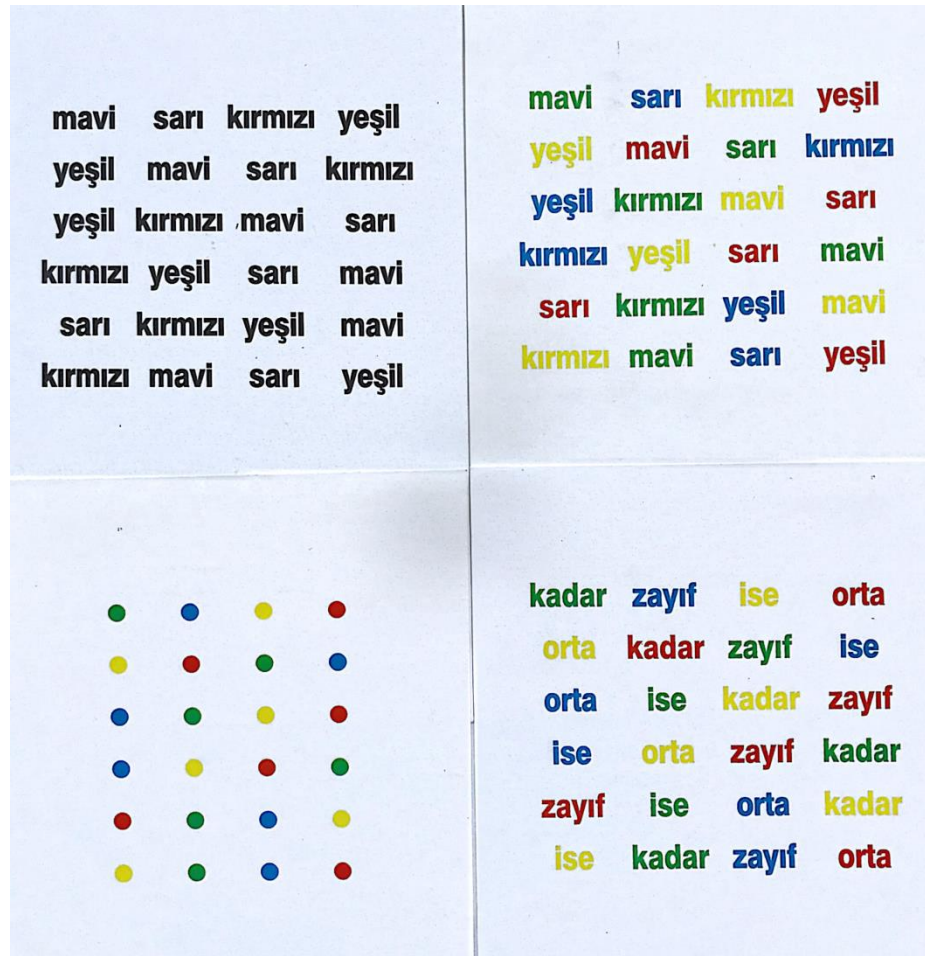 mavi sarı kırmızı yeşil
yeşil mavi sarı kırmızı
yeşil kırmızı mavi sarı
kırmızı yeşil sarı mavi
sarı kırmızı yeşil mavi
kırmızı mavi sarı yeşil
mavi sarı kırmızı yeşil
yeşil mavi sarı kırmızı
yeşil kırmızı mavi sarı
kırmızı yeşil sarı mavi
sarı kırmızı yeşil mavi
kırmızı mavi sarı yeşil
kadar zayıf ise orta
orta kadar zayıf ise
orta ise kadar zayıf
ise orta zayıf kadar
zayıf ise orta kadar
ise kadar zayıf orta